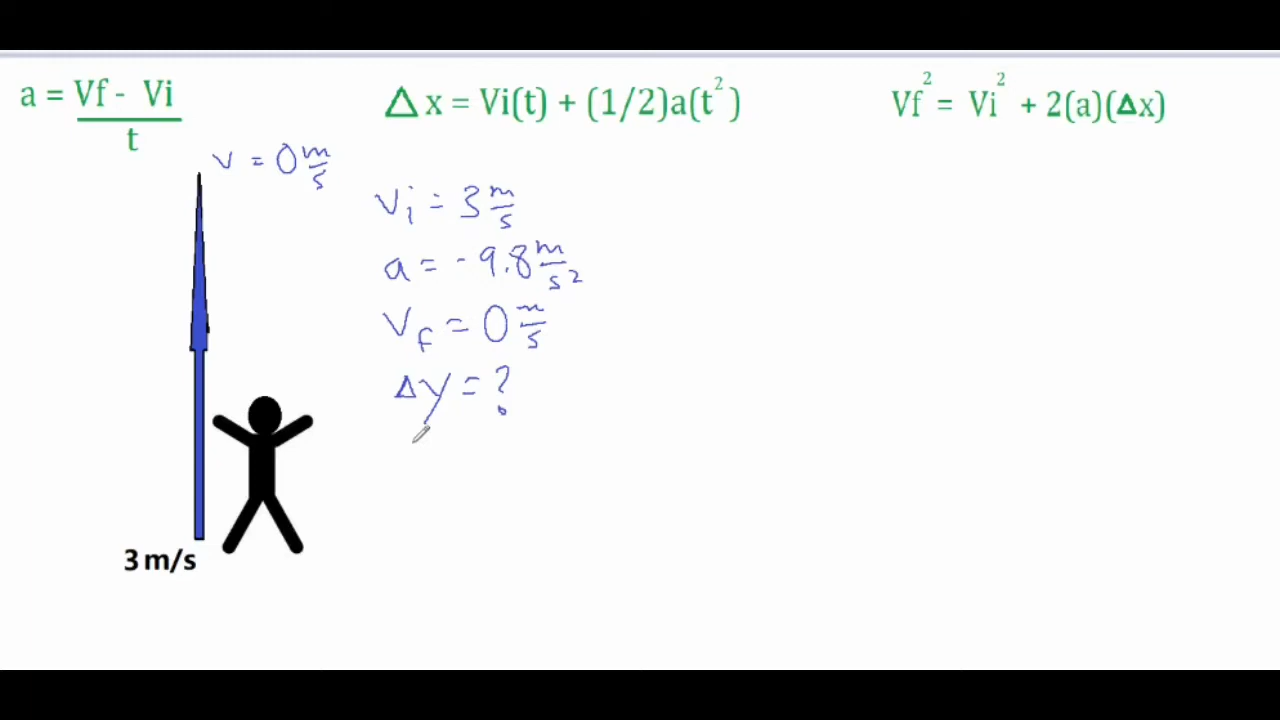 a = Vf - Vi
t
Δx = Vi(t) + (1/2)a(t²)
Vf² = Vi² + 2(a)(Δx)
v = 0 m/s
Vi = 3 m/s
a = -9.8 m/s²
Vf = 0 m/s
Δy = ?
3 m/s